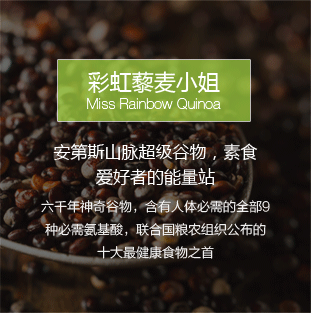 彩虹藜麦小姐
Miss Rainbow Quinoa
安第斯山脉超级谷物，素食
爱好者的能量站
六千年神奇谷物，含有人体必需的全部9
种必需氨基酸，联合国粮农组织公布的
十大最健康食物之首